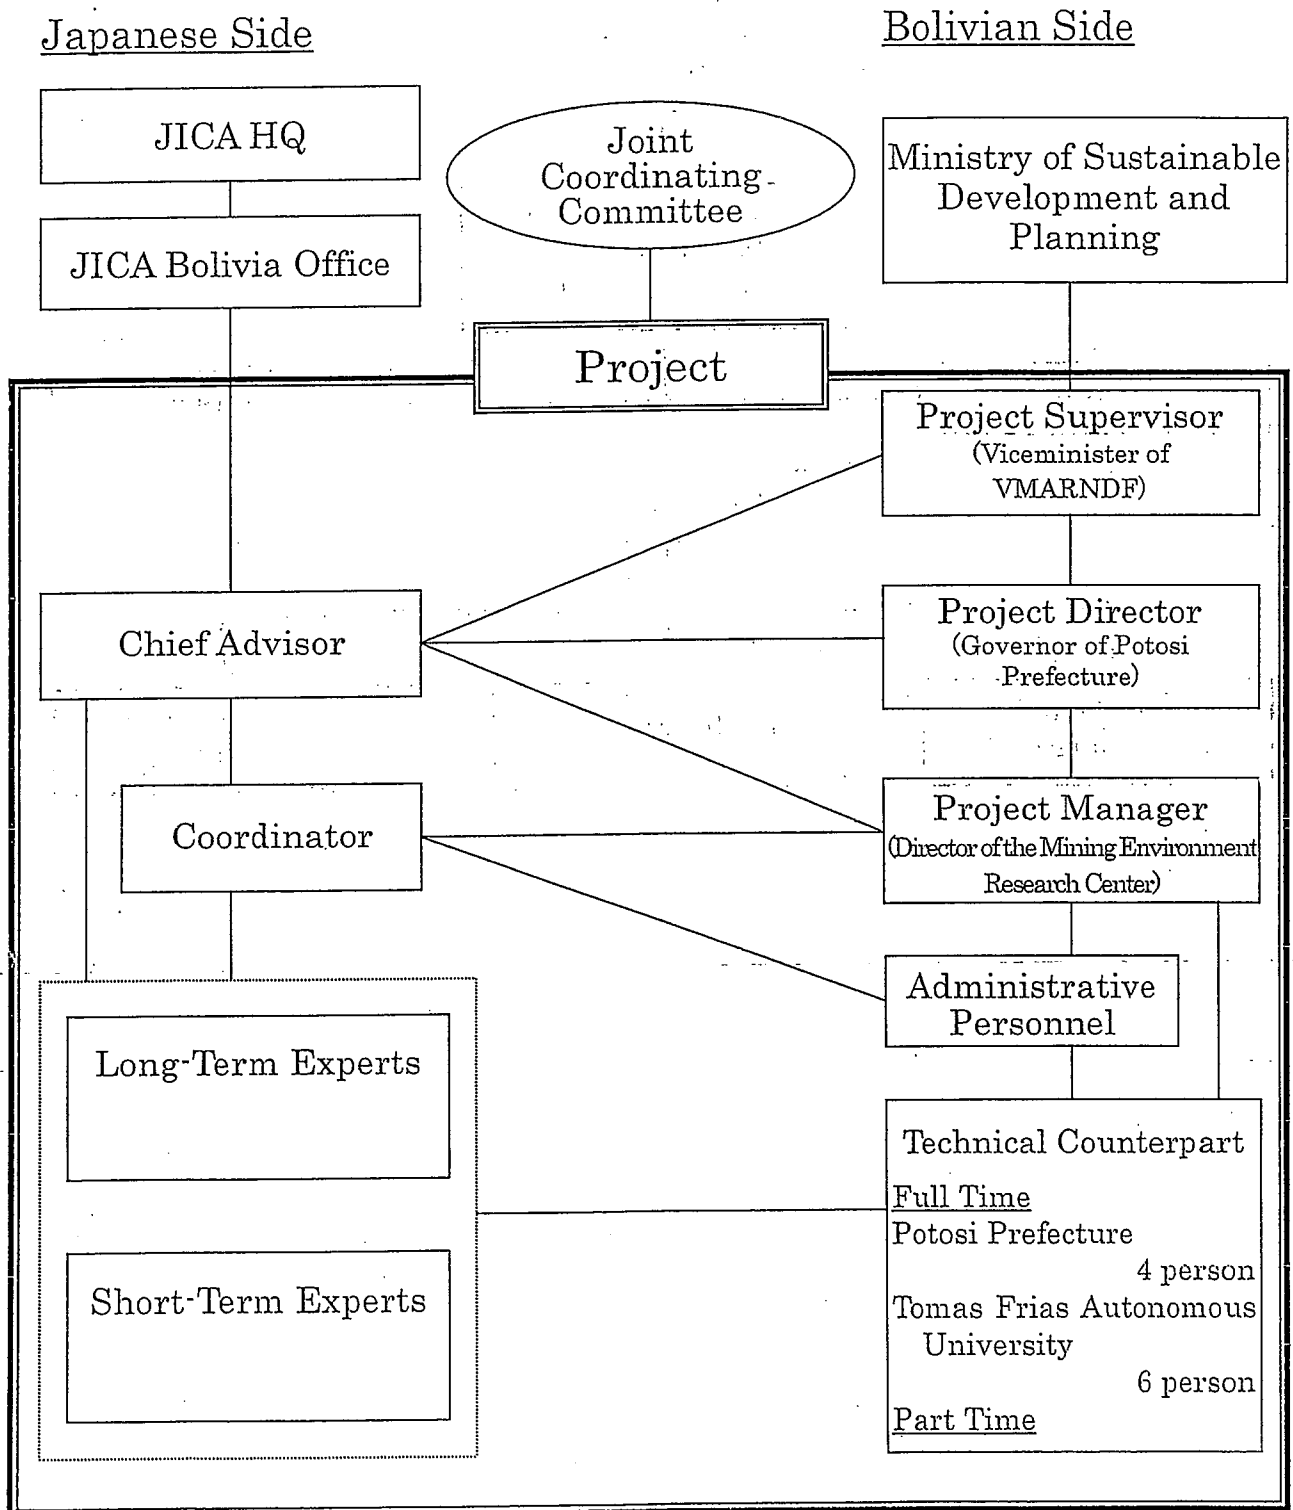 Japanese Side
Bolivian Side
JICA HQ
Joint
Coordinating
Committee
Ministry of Sustainable
Development and
Planning
JICA Bolivia Office
Project
Project Supervisor
(Viceminister of
VMARNDF)
Chief Advisor
Project Director
(Governor of Potosi
Prefecture)
Coordinator
Project Manager
(Director of the Mining Environment
Research Center)
Administrative
Personnel
Long-Term Experts
Short-Term Experts
Technical Counterpart
Full Time
Potosi Prefecture
4 person
Tomas Frias Autonomous
University
6 person
Part Time